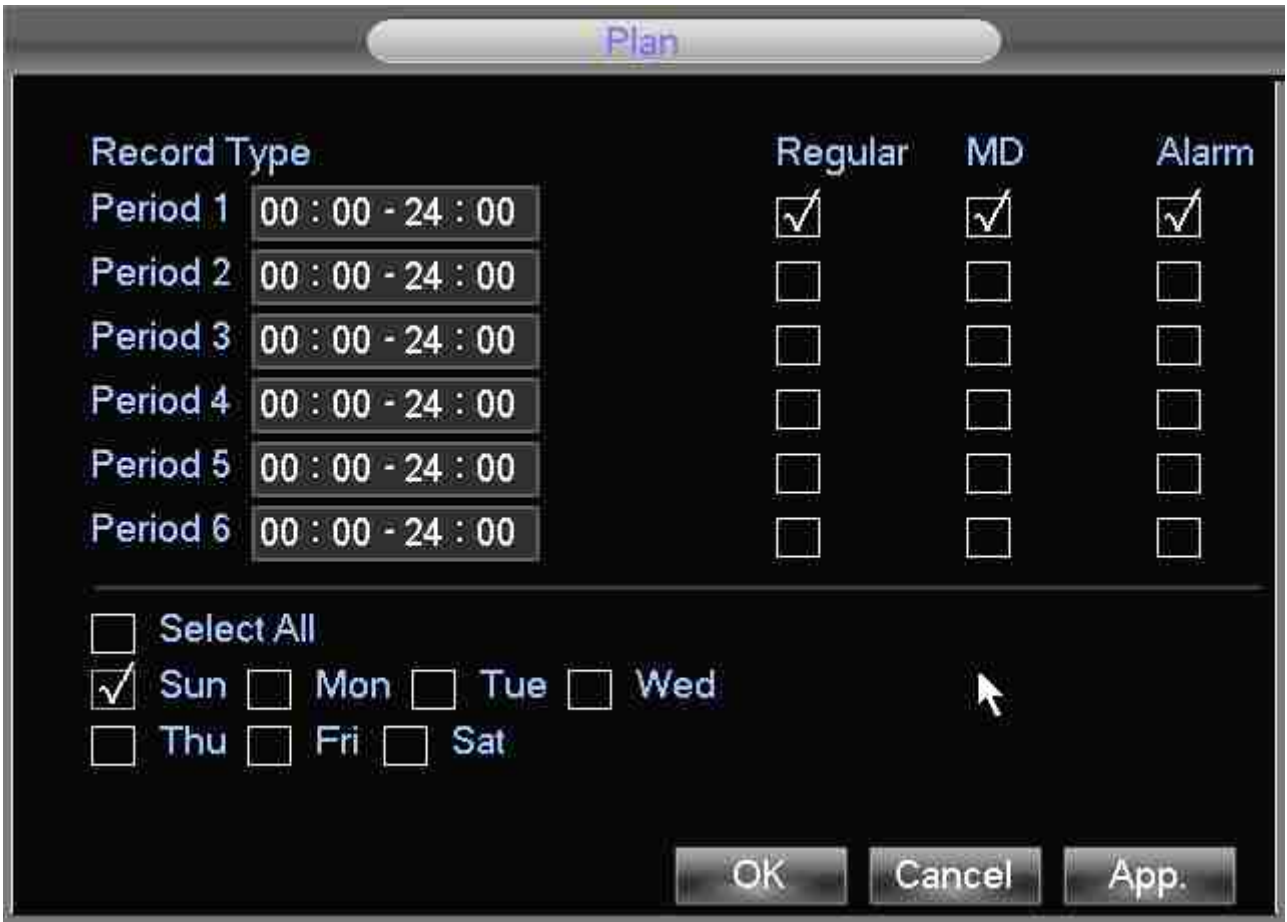 Plan
Record Type Regular MD Alarm
Period 1 00 : 00 - 24 : 00
Period 2 00 : 00 - 24 : 00
Period 3 00 : 00 - 24 : 00
Period 4 00 : 00 - 24 : 00
Period 5 00 : 00 - 24 : 00
Period 6 00 : 00 - 24 : 00
Select All
Sun Mon Tue Wed
Thu Fri Sat
OK Cancel App.